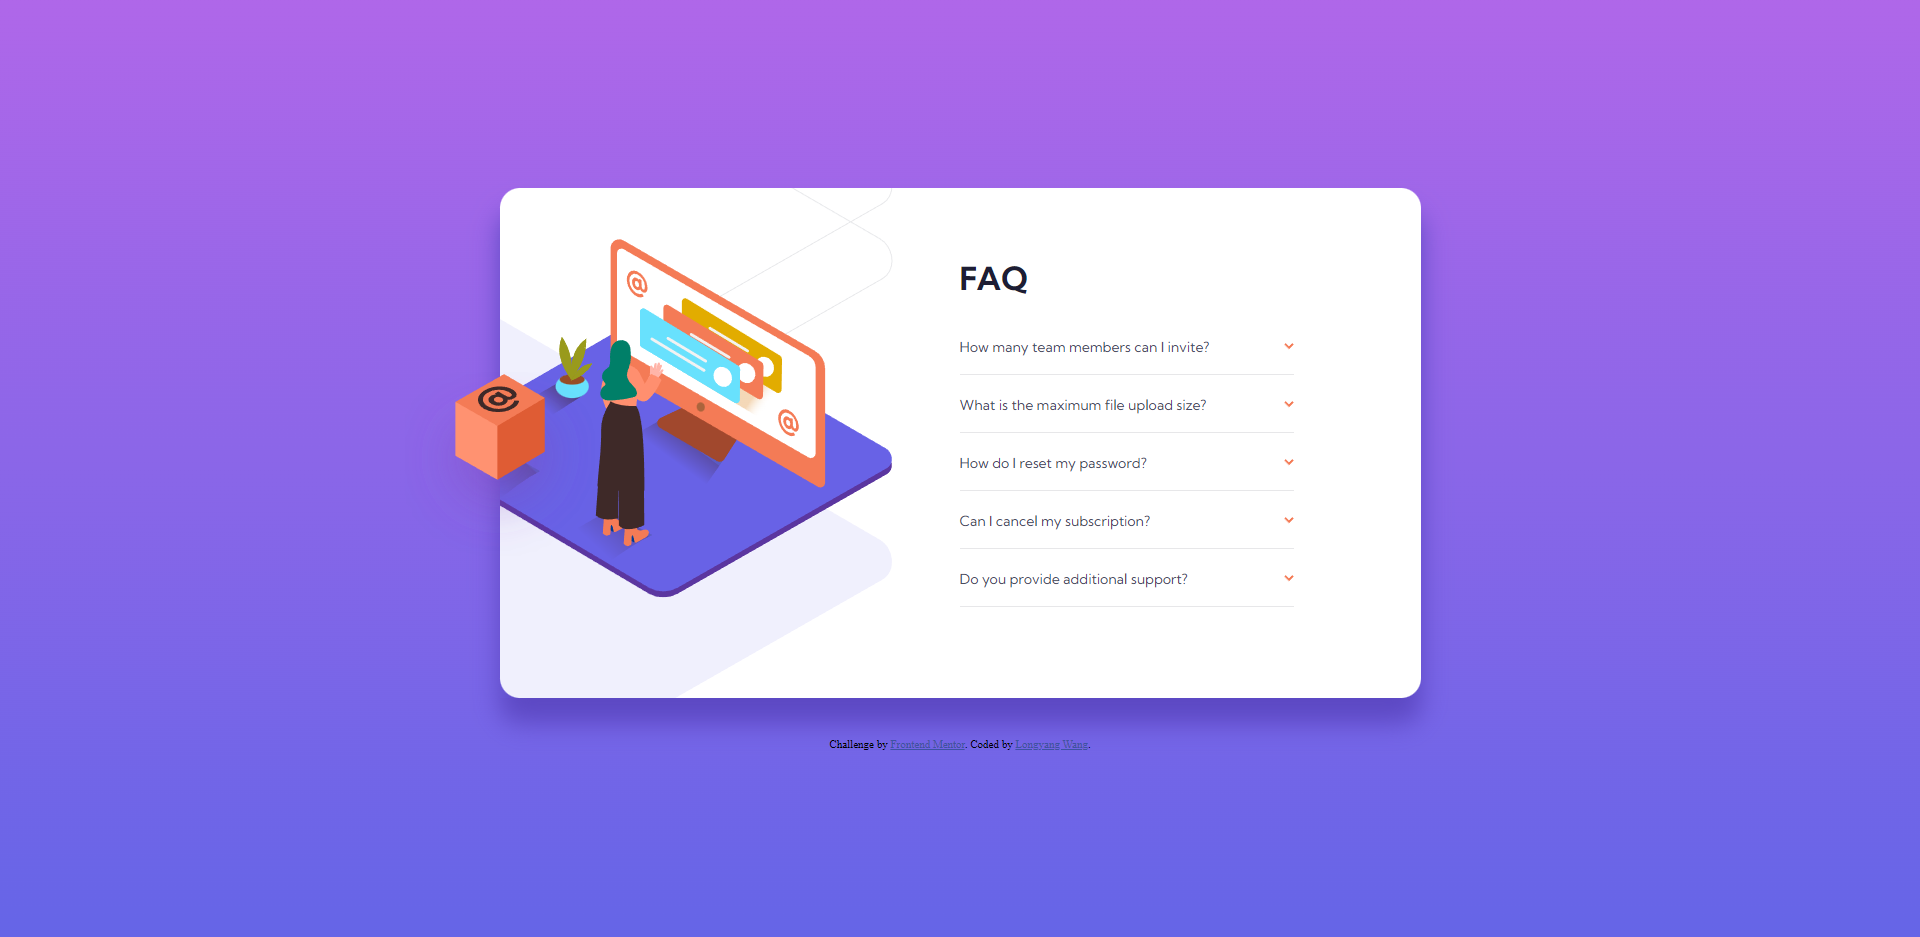 FAQ
How many team members can I invite?
What is the maximum file upload size?
How do I reset my password?
Can I cancel my subscription?
Do you provide additional support?
@
@
@
Challenge by Frontend Mentor. Coded by Longyang Wang.